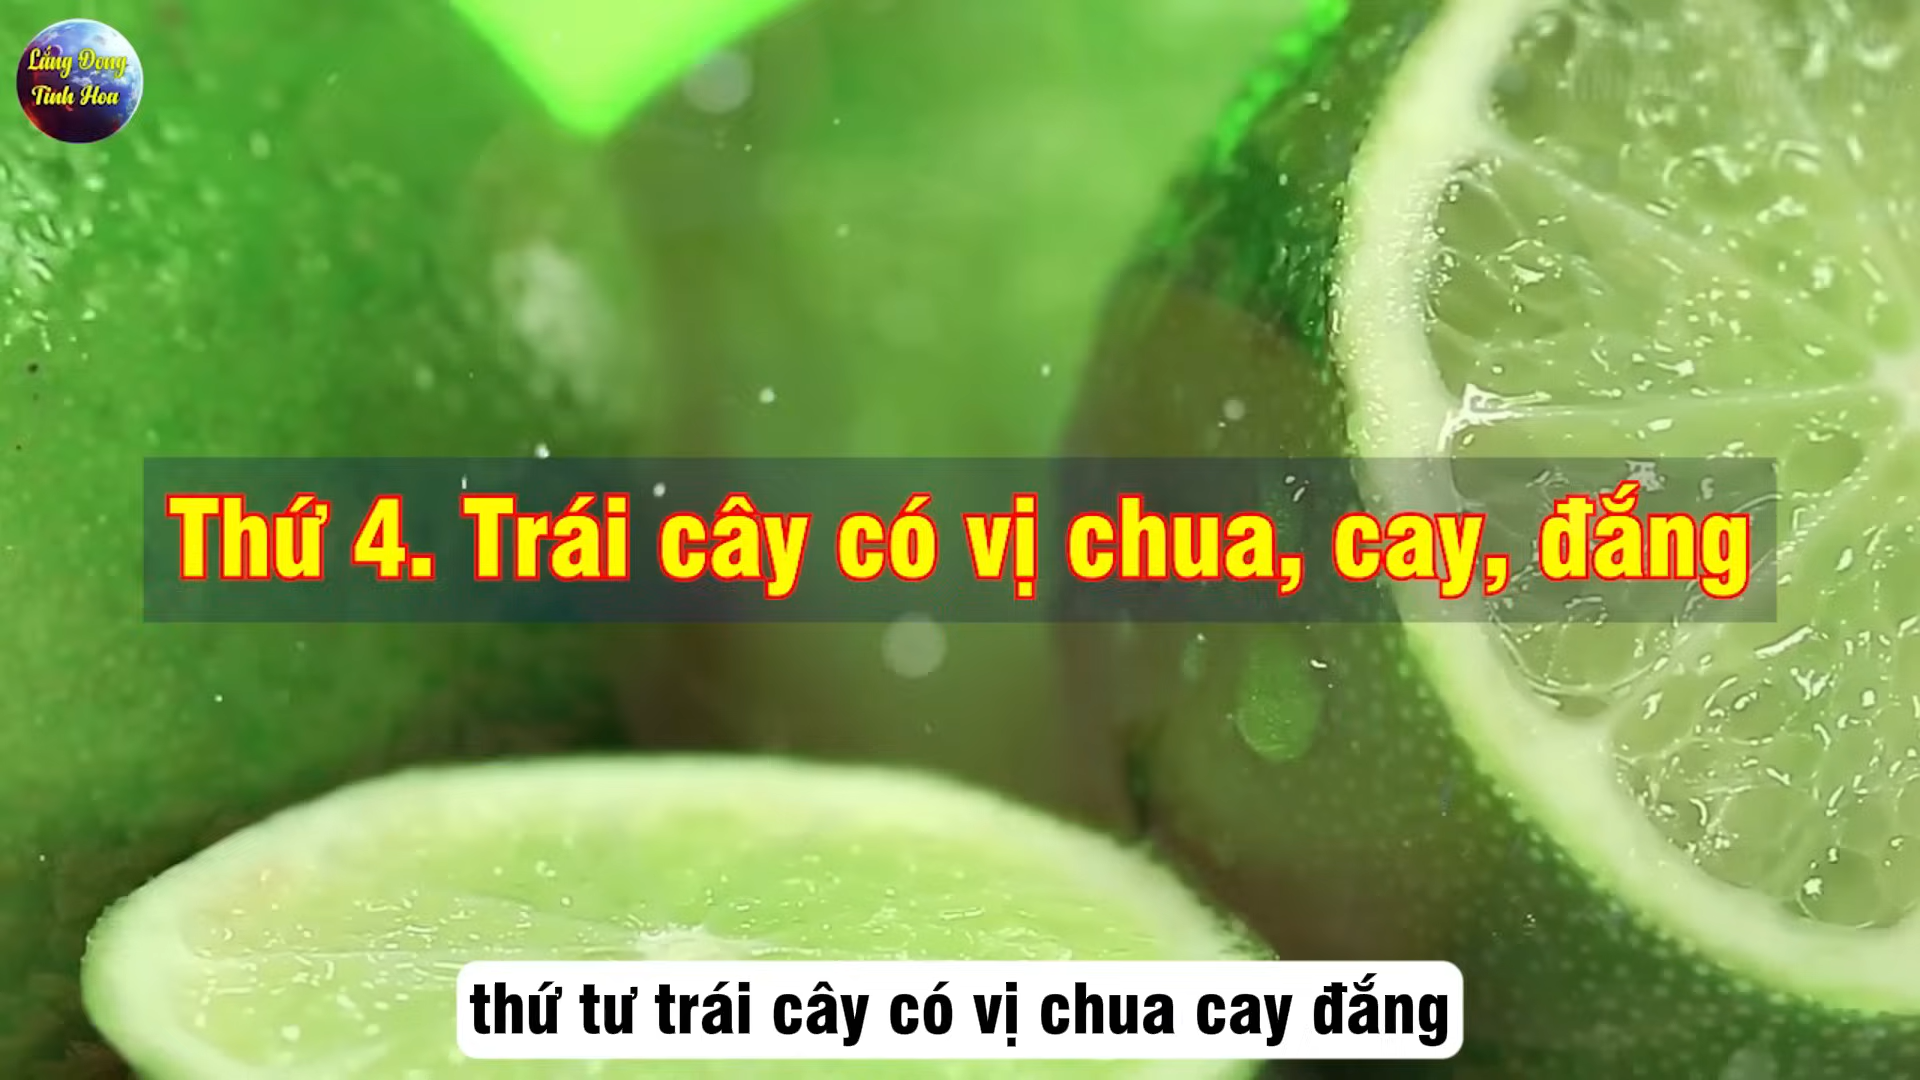 Lắng Đọng
Tinh Hoa
Thứ 4. Trái cây có vị chua, cay, đắng
thứ tư trái cây có vị chua cay đắng